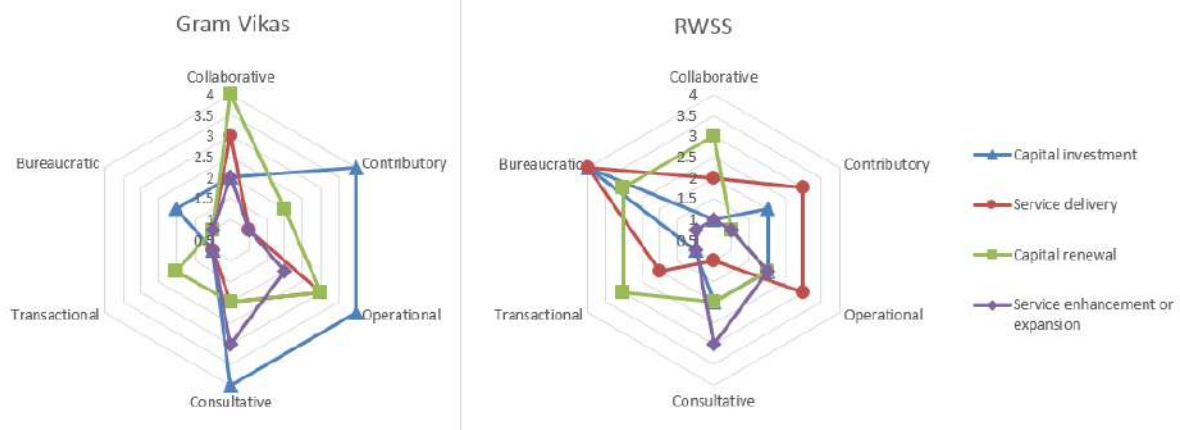 Gram Vikas
Collaborative
4
3.5
3
2.5
2
1.5
1
0.5
Bureaucratic
Contributory
Transactional
Operational
Consultative
RWSS
Collaborative
4
3.5
3
2.5
2
1.5
1
0.5
Bureaucratic
Contributory
Transactional
Operational
Consultative
Capital investment
Service delivery
Capital renewal
Service enhancement or
expansion